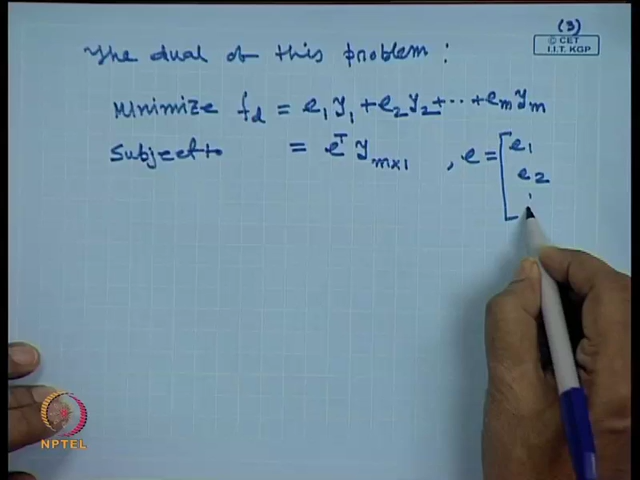 (3)
© CET
I.I.T. KGP
The dual of this problem :
Minimize f_d = e_1 y_1 + e_2 y_2 + ... + e_m y_m
Subject to = e^T y_{m×1} , e = [ e_1
e_2
NPTEL